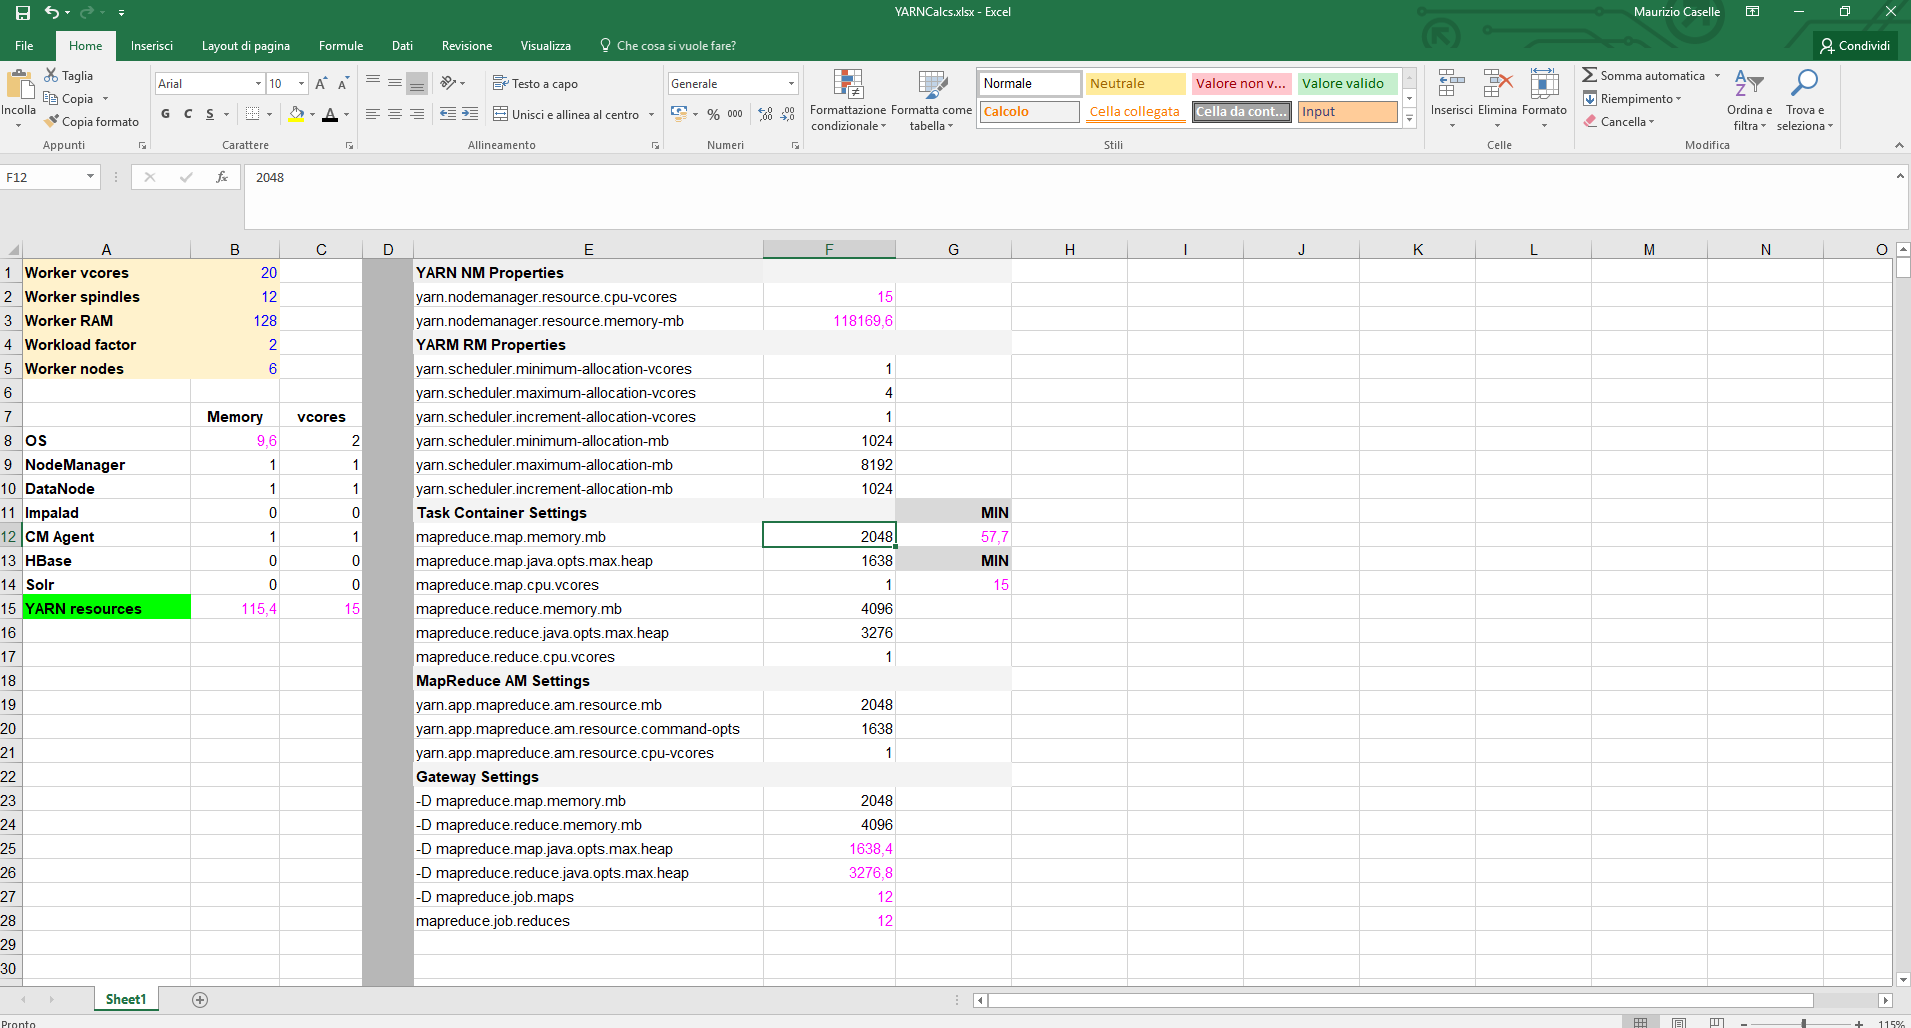 YARNCalcs.xlsx - Excel
Maurizio Caselle
File Home Inserisci Layout di pagina Formule Dati Revisione Visualizza Che cosa si vuole fare? Condividi
Incolla
Taglia
Copia
Copia formato
Appunti
Arial 10
G C S
Carattere
Testo a capo
Unisci e allinea al centro
Allineamento
Generale
% 000
Numeri
Formattazione condizionale
Formatta come tabella
Normale Neutrale Valore non v... Valore valido
Calcolo Cella collegata Cella da cont... Input
Stili
Inserisci Elimina Formato
Celle
Somma automatica
Riempimento
Cancella
Ordina e filtra
Trova e seleziona
Modifica
F12 fx 2048
A B C D E F G H I J K L M N O
1 Worker vcores 20 YARN NM Properties
2 Worker spindles 12 yarn.nodemanager.resource.cpu-vcores 15
3 Worker RAM 128 yarn.nodemanager.resource.memory-mb 118169,6
4 Workload factor 2 YARM RM Properties
5 Worker nodes 6 yarn.scheduler.minimum-allocation-vcores 1
6 yarn.scheduler.maximum-allocation-vcores 4
7 Memory vcores yarn.scheduler.increment-allocation-vcores 1
8 OS 9,6 2 yarn.scheduler.minimum-allocation-mb 1024
9 NodeManager 1 1 yarn.scheduler.maximum-allocation-mb 8192
10 DataNode 1 1 yarn.scheduler.increment-allocation-mb 1024
11 Impalad 0 0 Task Container Settings MIN
12 CM Agent 1 1 mapreduce.map.memory.mb 2048 57,7
13 HBase 0 0 mapreduce.map.java.opts.max.heap 1638 MIN
14 Solr 0 0 mapreduce.map.cpu.vcores 1 15
15 YARN resources 115,4 15 mapreduce.reduce.memory.mb 4096
16 mapreduce.reduce.java.opts.max.heap 3276
17 mapreduce.reduce.cpu.vcores 1
18 MapReduce AM Settings
19 yarn.app.mapreduce.am.resource.mb 2048
20 yarn.app.mapreduce.am.resource.command-opts 1638
21 yarn.app.mapreduce.am.resource.cpu-vcores 1
22 Gateway Settings
23 -D mapreduce.map.memory.mb 2048
24 -D mapreduce.reduce.memory.mb 4096
25 -D mapreduce.map.java.opts.max.heap 1638,4
26 -D mapreduce.reduce.java.opts.max.heap 3276,8
27 -D mapreduce.job.maps 12
28 mapreduce.job.reduces 12
29
30
Sheet1
Pronto 115%